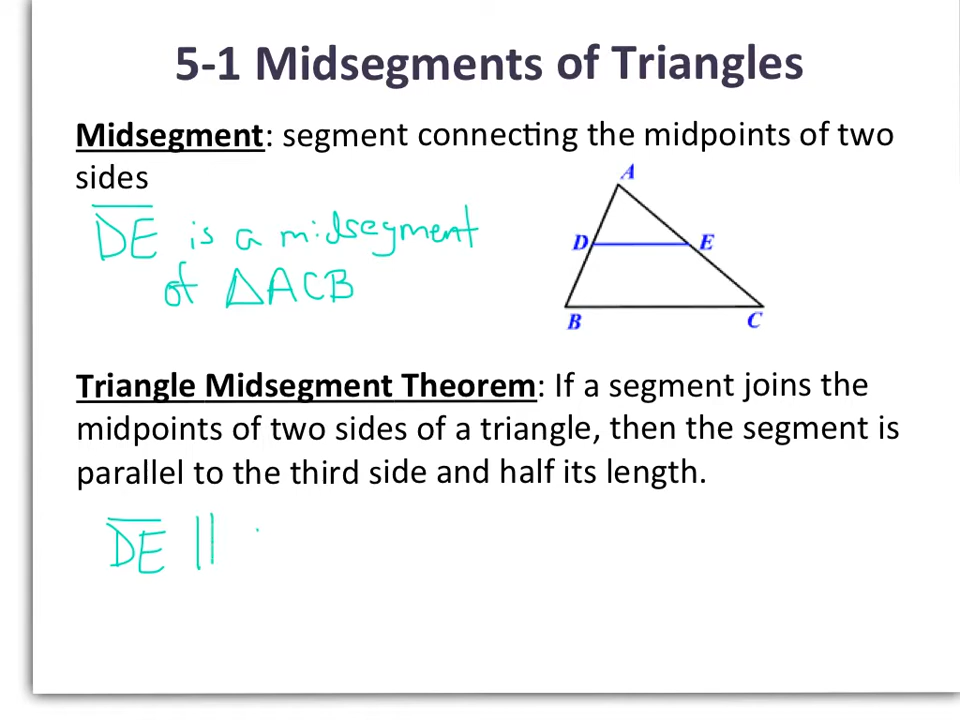 5-1 Midsegments of Triangles
Midsegment: segment connecting the midpoints of two
sides
DE is a midsegment
of △ACB
A
D
E
B
C
Triangle Midsegment Theorem: If a segment joins the
midpoints of two sides of a triangle, then the segment is
parallel to the third side and half its length.
DE ||